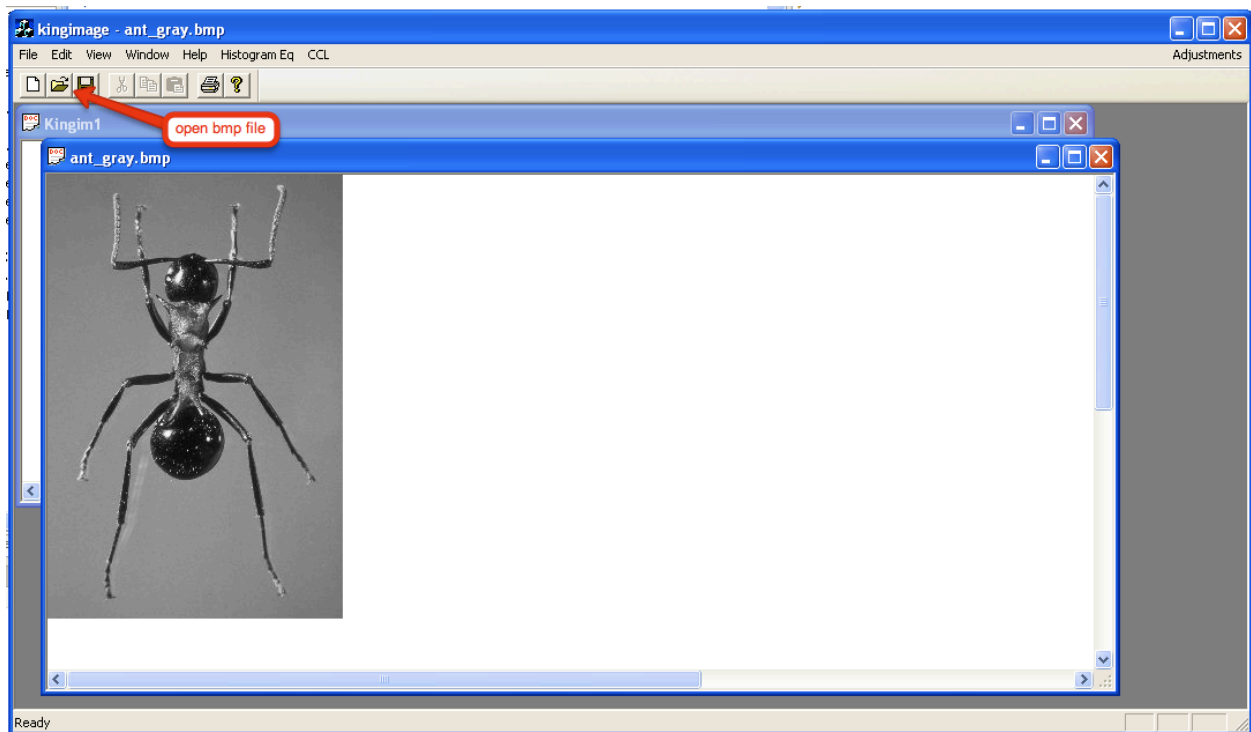 kingimage - ant_gray.bmp
File Edit View Window Help Histogram Eq CCL Adjustments
Kingim1
open bmp file
ant_gray.bmp
Ready